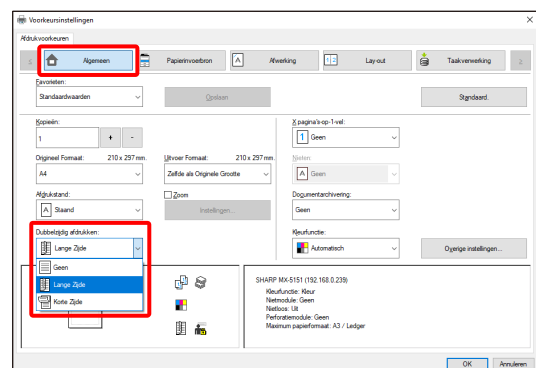 Voorkeursinstellingen
Afdrukvoorkeuren
Algemeen
Papierinvoerbron
Afwerking
Lay-out
Taakverwerking
Favorieten:
Standaardwaarden
Opslaan
Standaard
Kopieën:
1
+ -
X pagina's-op-1-vel:
1 Geen
Origineel Formaat: 210 x 297 mm.
A4
Uitvoer Formaat: 210 x 297 mm.
Zelfde als Originele Grootte
Nieten:
A Geen
Afdrukstand:
A Staand
Zoom
Instellingen...
Documentarchivering:
Geen
Dubbelzijdig afdrukken:
Lange Zijde
Geen
Lange Zijde
Korte Zijde
Kleurfunctie:
Automatisch
Overige instellingen...
SHARP MX-5151 (192.168.0.239)
Kleurfunctie: Kleur
Nietmodule: Geen
Nietloos: Uit
Perforatiemodule: Geen
Maximum papierformaat: A3 / Ledger
OK
Annuleren